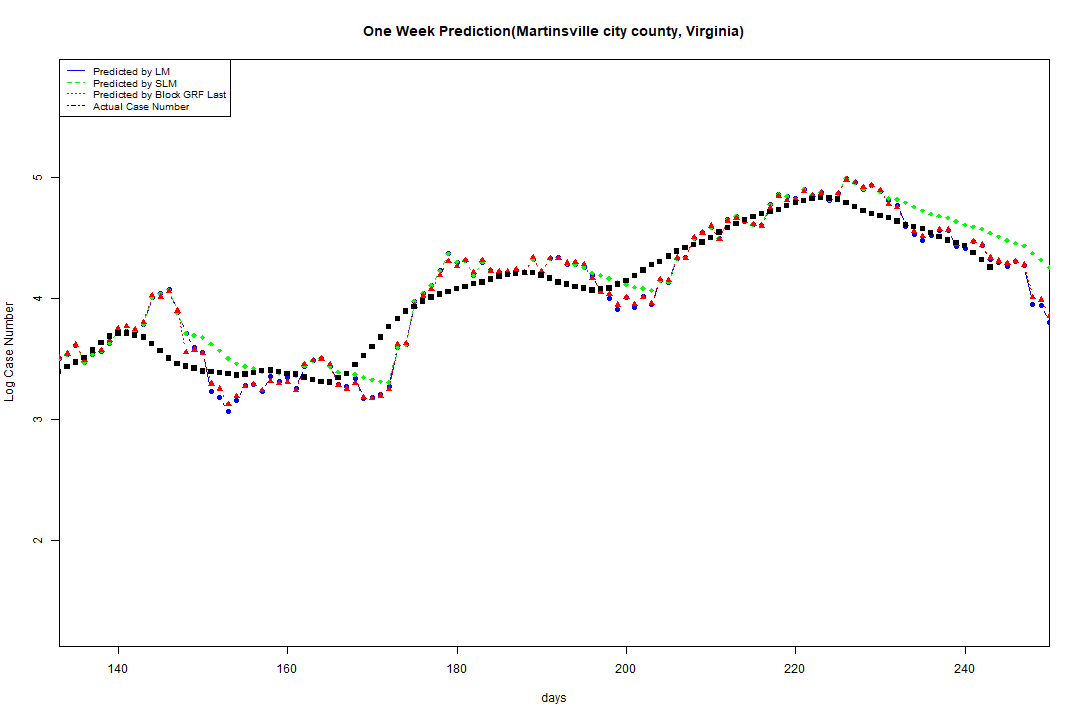 One Week Prediction(Martinsville city county, Virginia)
Predicted by LM
Predicted by SLM
Predicted by Block GRF Last
Actual Case Number
Log Case Number
5
4
3
2
140 160 180 200 220 240
days